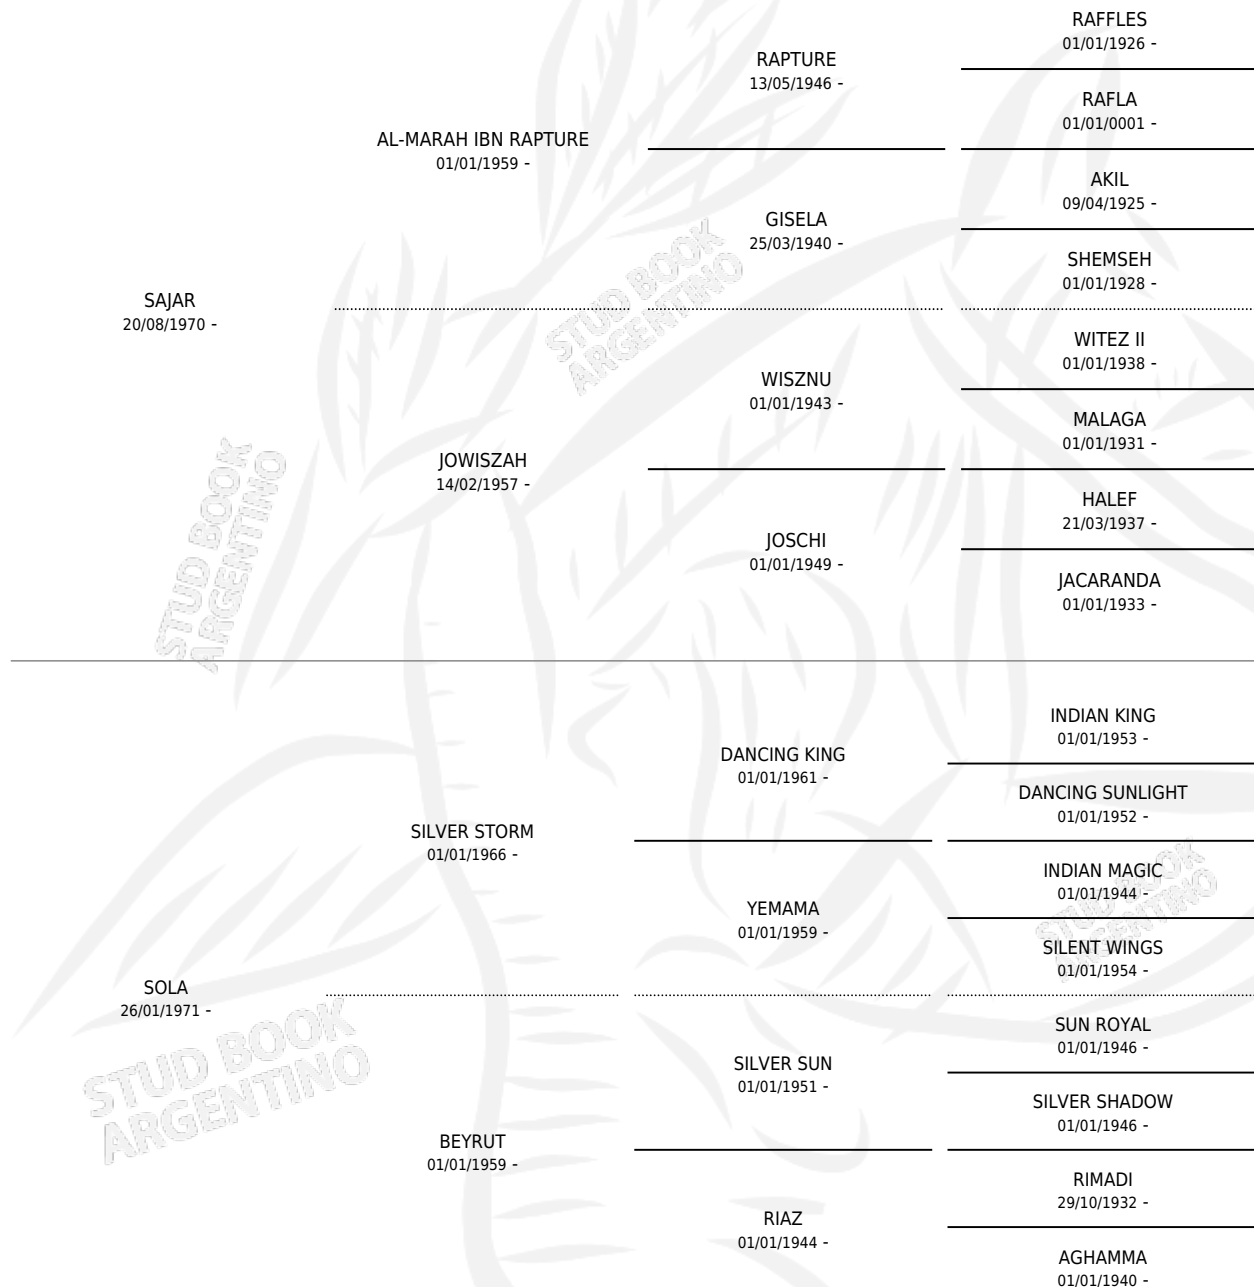 RAFFLES
01/01/1926 -
RAPTURE
13/05/1946 -
RAFLA
01/01/0001 -
AL-MARAH IBN RAPTURE
01/01/1959 -
AKIL
09/04/1925 -
GISELA
25/03/1940 -
SHEMSEH
01/01/1928 -
SAJAR
20/08/1970 -
STUD BOOK
ARGENTINO
WITEZ II
01/01/1938 -
WISZNU
01/01/1943 -
MALAGA
01/01/1931 -
JOWISZAH
14/02/1957 -
HALEF
21/03/1937 -
JOSCHI
01/01/1949 -
JACARANDA
01/01/1933 -
STUD BOOK
ARGENTINO
INDIAN KING
01/01/1953 -
DANCING KING
01/01/1961 -
DANCING SUNLIGHT
01/01/1952 -
SILVER STORM
01/01/1966 -
INDIAN MAGIC
01/01/1944 -
YEMAMA
01/01/1959 -
SILENT WINGS
01/01/1954 -
STUD BOOK
ARGENTINO
SOLA
26/01/1971 -
SUN ROYAL
01/01/1946 -
SILVER SUN
01/01/1951 -
SILVER SHADOW
01/01/1946 -
STUD BOOK
ARGENTINO
BEYRUT
01/01/1959 -
RIMADI
29/10/1932 -
RIAZ
01/01/1944 -
AGHAMMA
01/01/1940 -